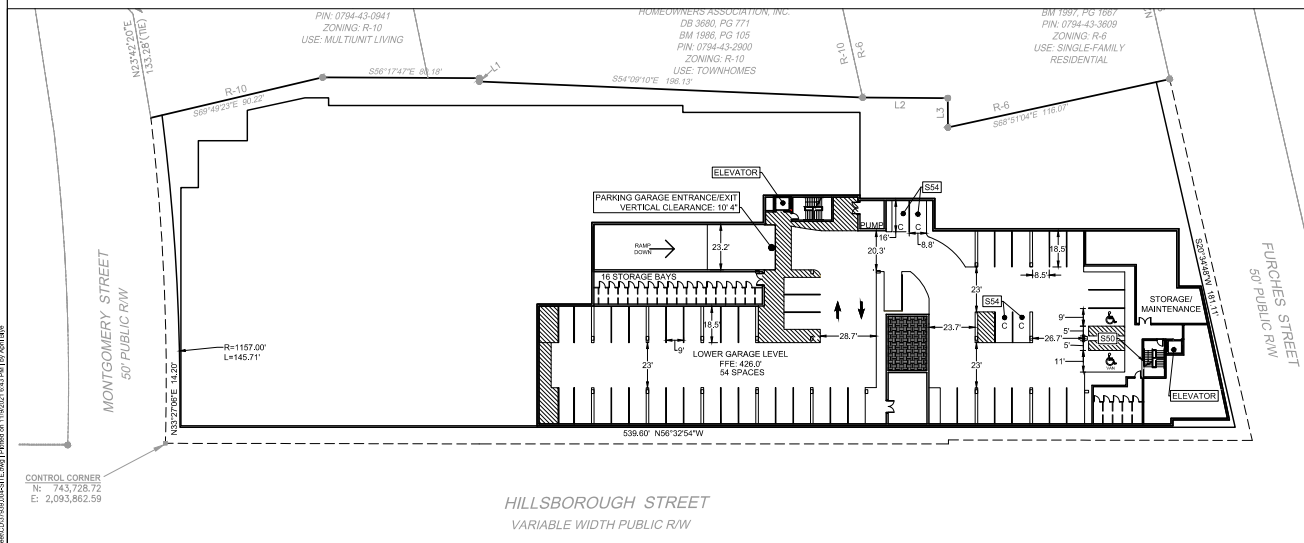 PIN: 0794-43-0941
ZONING: R-10
USE: MULTIUNIT LIVING
HOMEOWNERS ASSOCIATION, INC.
DB 3680, PG 771
BM 1986, PG 105
PIN: 0794-43-2900
ZONING: R-10
USE: TOWNHOMES
BM 1997, PG 1667
PIN: 0794-43-3609
ZONING: R-6
USE: SINGLE-FAMILY
RESIDENTIAL
N23°42'20"E
133.28' (TIE)
R-10
S69°49'23"E 90.22'
S56°17'47"E 80.18'
L1
S54°09'10"E 196.13'
R-10
R-6
L2
L3
R-6
S68°51'04"E 116.07'
ELEVATOR
S54
PARKING GARAGE ENTRANCE/EXIT
VERTICAL CLEARANCE: 10' 4"
PUMP
C
C
16'
8.8'
RAMP
DOWN
23.2'
20.3'
18.5'
8.5'
16 STORAGE BAYS
23'
S54
C
C
STORAGE/
MAINTENANCE
S20°34'48"W 181.11'
FURCHES STREET
50' PUBLIC R/W
MONTGOMERY STREET
50' PUBLIC R/W
R=1157.00'
L=145.71'
18.5'
9'
28.7'
23.7'
9'
5'
26.7'
S50
5'
11'
VAN
23'
LOWER GARAGE LEVEL
FFE: 426.0'
54 SPACES
23'
ELEVATOR
N33°27'06"E 14.20'
539.60' N56°32'54"W
CONTROL CORNER
N: 743,728.72
E: 2,093,862.59
HILLSBOROUGH STREET
VARIABLE WIDTH PUBLIC R/W